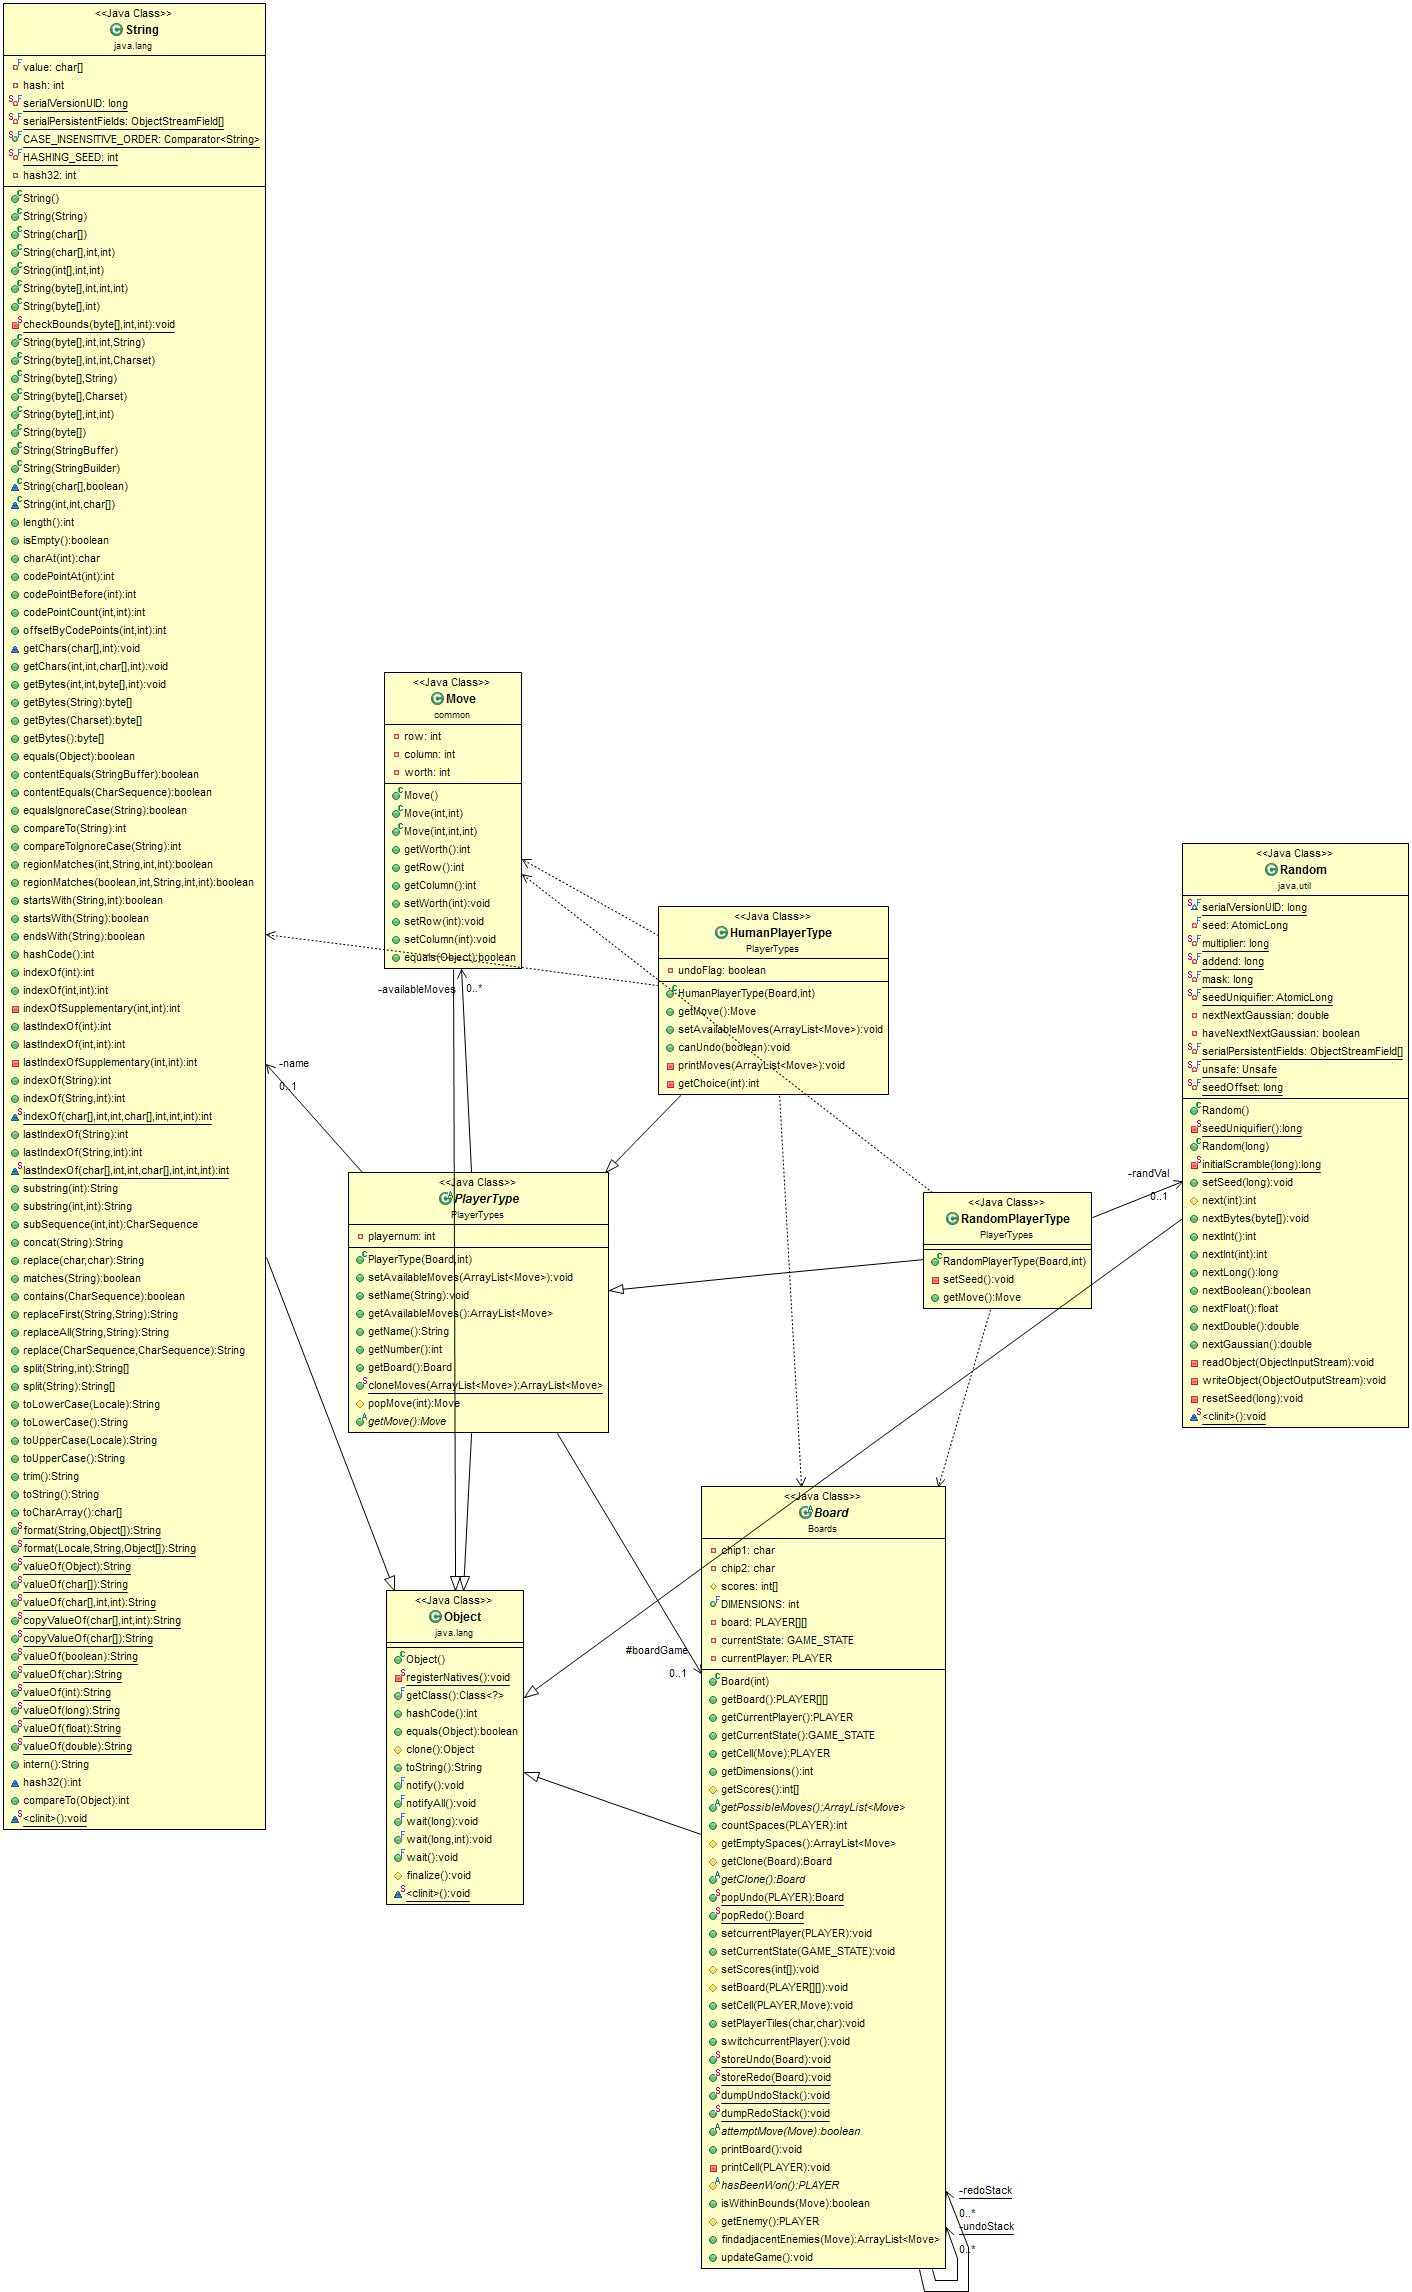 <<Java Class>>
String
java.lang
value: char[]
hash: int
serialVersionUID: long
serialPersistentFields: ObjectStreamField[]
CASE_INSENSITIVE_ORDER: Comparator<String>
HASHING_SEED: int
hash32: int
String()
String(String)
String(char[])
String(char[],int,int)
String(int[],int,int)
String(byte[],int,int,int)
String(byte[],int)
checkBounds(byte[],int,int):void
String(byte[],int,int,String)
String(byte[],int,int,Charset)
String(byte[],String)
String(byte[],Charset)
String(byte[],int,int)
String(byte[])
String(StringBuffer)
String(StringBuilder)
String(char[],boolean)
String(int,int,char[])
length():int
isEmpty():boolean
charAt(int):char
codePointAt(int):int
codePointBefore(int):int
codePointCount(int,int):int
offsetByCodePoints(int,int):int
getChars(char[],int):void
getChars(int,int,char[],int):void
getBytes(int,int,byte[],int):void
getBytes(String):byte[]
getBytes(Charset):byte[]
getBytes():byte[]
equals(Object):boolean
contentEquals(StringBuffer):boolean
contentEquals(CharSequence):boolean
equalsIgnoreCase(String):boolean
compareTo(String):int
compareToIgnoreCase(String):int
regionMatches(int,String,int,int):boolean
regionMatches(boolean,int,String,int,int):boolean
startsWith(String,int):boolean
startsWith(String):boolean
endsWith(String):boolean
hashCode():int
indexOf(int):int
indexOf(int,int):int
indexOfSupplementary(int,int):int
lastIndexOf(int):int
lastIndexOf(int,int):int
lastIndexOfSupplementary(int,int):int
indexOf(String):int
indexOf(String,int):int
indexOf(char[],int,int,char[],int,int,int):int
lastIndexOf(String):int
lastIndexOf(String,int):int
lastIndexOf(char[],int,int,char[],int,int,int):int
substring(int):String
substring(int,int):String
subSequence(int,int):CharSequence
concat(String):String
replace(char,char):String
matches(String):boolean
contains(CharSequence):boolean
replaceFirst(String,String):String
replaceAll(String,String):String
replace(CharSequence,CharSequence):String
split(String,int):String[]
split(String):String[]
toLowerCase(Locale):String
toLowerCase():String
toUpperCase(Locale):String
toUpperCase():String
trim():String
toString():String
toCharArray():char[]
format(String,Object[]):String
format(Locale,String,Object[]):String
valueOf(Object):String
valueOf(char[]):String
valueOf(char[],int,int):String
copyValueOf(char[],int,int):String
copyValueOf(char[]):String
valueOf(boolean):String
valueOf(char):String
valueOf(int):String
valueOf(long):String
valueOf(float):String
valueOf(double):String
intern():String
hash32():int
compareTo(Object):int
<clinit>():void
<<Java Class>>
Move
common
row: int
column: int
worth: int
Move()
Move(int,int)
Move(int,int,int)
getWorth():int
getRow():int
getColumn():int
setWorth(int):void
setRow(int):void
setColumn(int):void
equals(Object):boolean
-availableMoves
0..*
-name
0..1
<<Java Class>>
HumanPlayerType
PlayerTypes
undoFlag: boolean
HumanPlayerType(Board,int)
getMove():Move
setAvailableMoves(ArrayList<Move>):void
canUndo(boolean):void
printMoves(ArrayList<Move>):void
getChoice(int):int
<<Java Class>>
PlayerType
PlayerTypes
playernum: int
PlayerType(Board,int)
setAvailableMoves(ArrayList<Move>):void
setName(String):void
getAvailableMoves():ArrayList<Move>
getName():String
getNumber():int
getBoard():Board
cloneMoves(ArrayList<Move>):ArrayList<Move>
popMove(int):Move
getMove():Move
<<Java Class>>
RandomPlayerType
PlayerTypes
RandomPlayerType(Board,int)
setSeed():void
getMove():Move
-randVal
0..1
<<Java Class>>
Random
java.util
serialVersionUID: long
seed: AtomicLong
multiplier: long
addend: long
mask: long
seedUniquifier: AtomicLong
nextNextGaussian: double
haveNextNextGaussian: boolean
serialPersistentFields: ObjectStreamField[]
unsafe: Unsafe
seedOffset: long
Random()
seedUniquifier():long
Random(long)
initialScramble(long):long
setSeed(long):void
next(int):int
nextBytes(byte[]):void
nextInt():int
nextInt(int):int
nextLong():long
nextBoolean():boolean
nextFloat():float
nextDouble():double
nextGaussian():double
readObject(ObjectInputStream):void
writeObject(ObjectOutputStream):void
resetSeed(long):void
<clinit>():void
<<Java Class>>
Object
java.lang
Object()
registerNatives():void
getClass():Class<?>
hashCode():int
equals(Object):boolean
clone():Object
toString():String
notify():void
notifyAll():void
wait(long):void
wait(long,int):void
wait():void
finalize():void
<clinit>():void
#boardGame
0..1
<<Java Class>>
Board
Boards
chip1: char
chip2: char
scores: int[]
DIMENSIONS: int
board: PLAYER[][]
currentState: GAME_STATE
currentPlayer: PLAYER
Board(int)
getBoard():PLAYER[][]
getCurrentPlayer():PLAYER
getCurrentState():GAME_STATE
getCell(Move):PLAYER
getDimensions():int
getScores():int[]
getPossibleMoves():ArrayList<Move>
countSpaces(PLAYER):int
getEmptySpaces():ArrayList<Move>
getClone(Board):Board
getClone():Board
popUndo(PLAYER):Board
popRedo():Board
setcurrentPlayer(PLAYER):void
setCurrentState(GAME_STATE):void
setScores(int[]):void
setBoard(PLAYER[][]):void
setCell(PLAYER,Move):void
setPlayerTiles(char,char):void
switchcurrentPlayer():void
storeUndo(Board):void
storeRedo(Board):void
dumpUndoStack():void
dumpRedoStack():void
attemptMove(Move):boolean
printBoard():void
printCell(PLAYER):void
hasBeenWon():PLAYER
isWithinBounds(Move):boolean
getEnemy():PLAYER
findadjacentEnemies(Move):ArrayList<Move>
updateGame():void
-redoStack
0..*
-undoStack
0..*